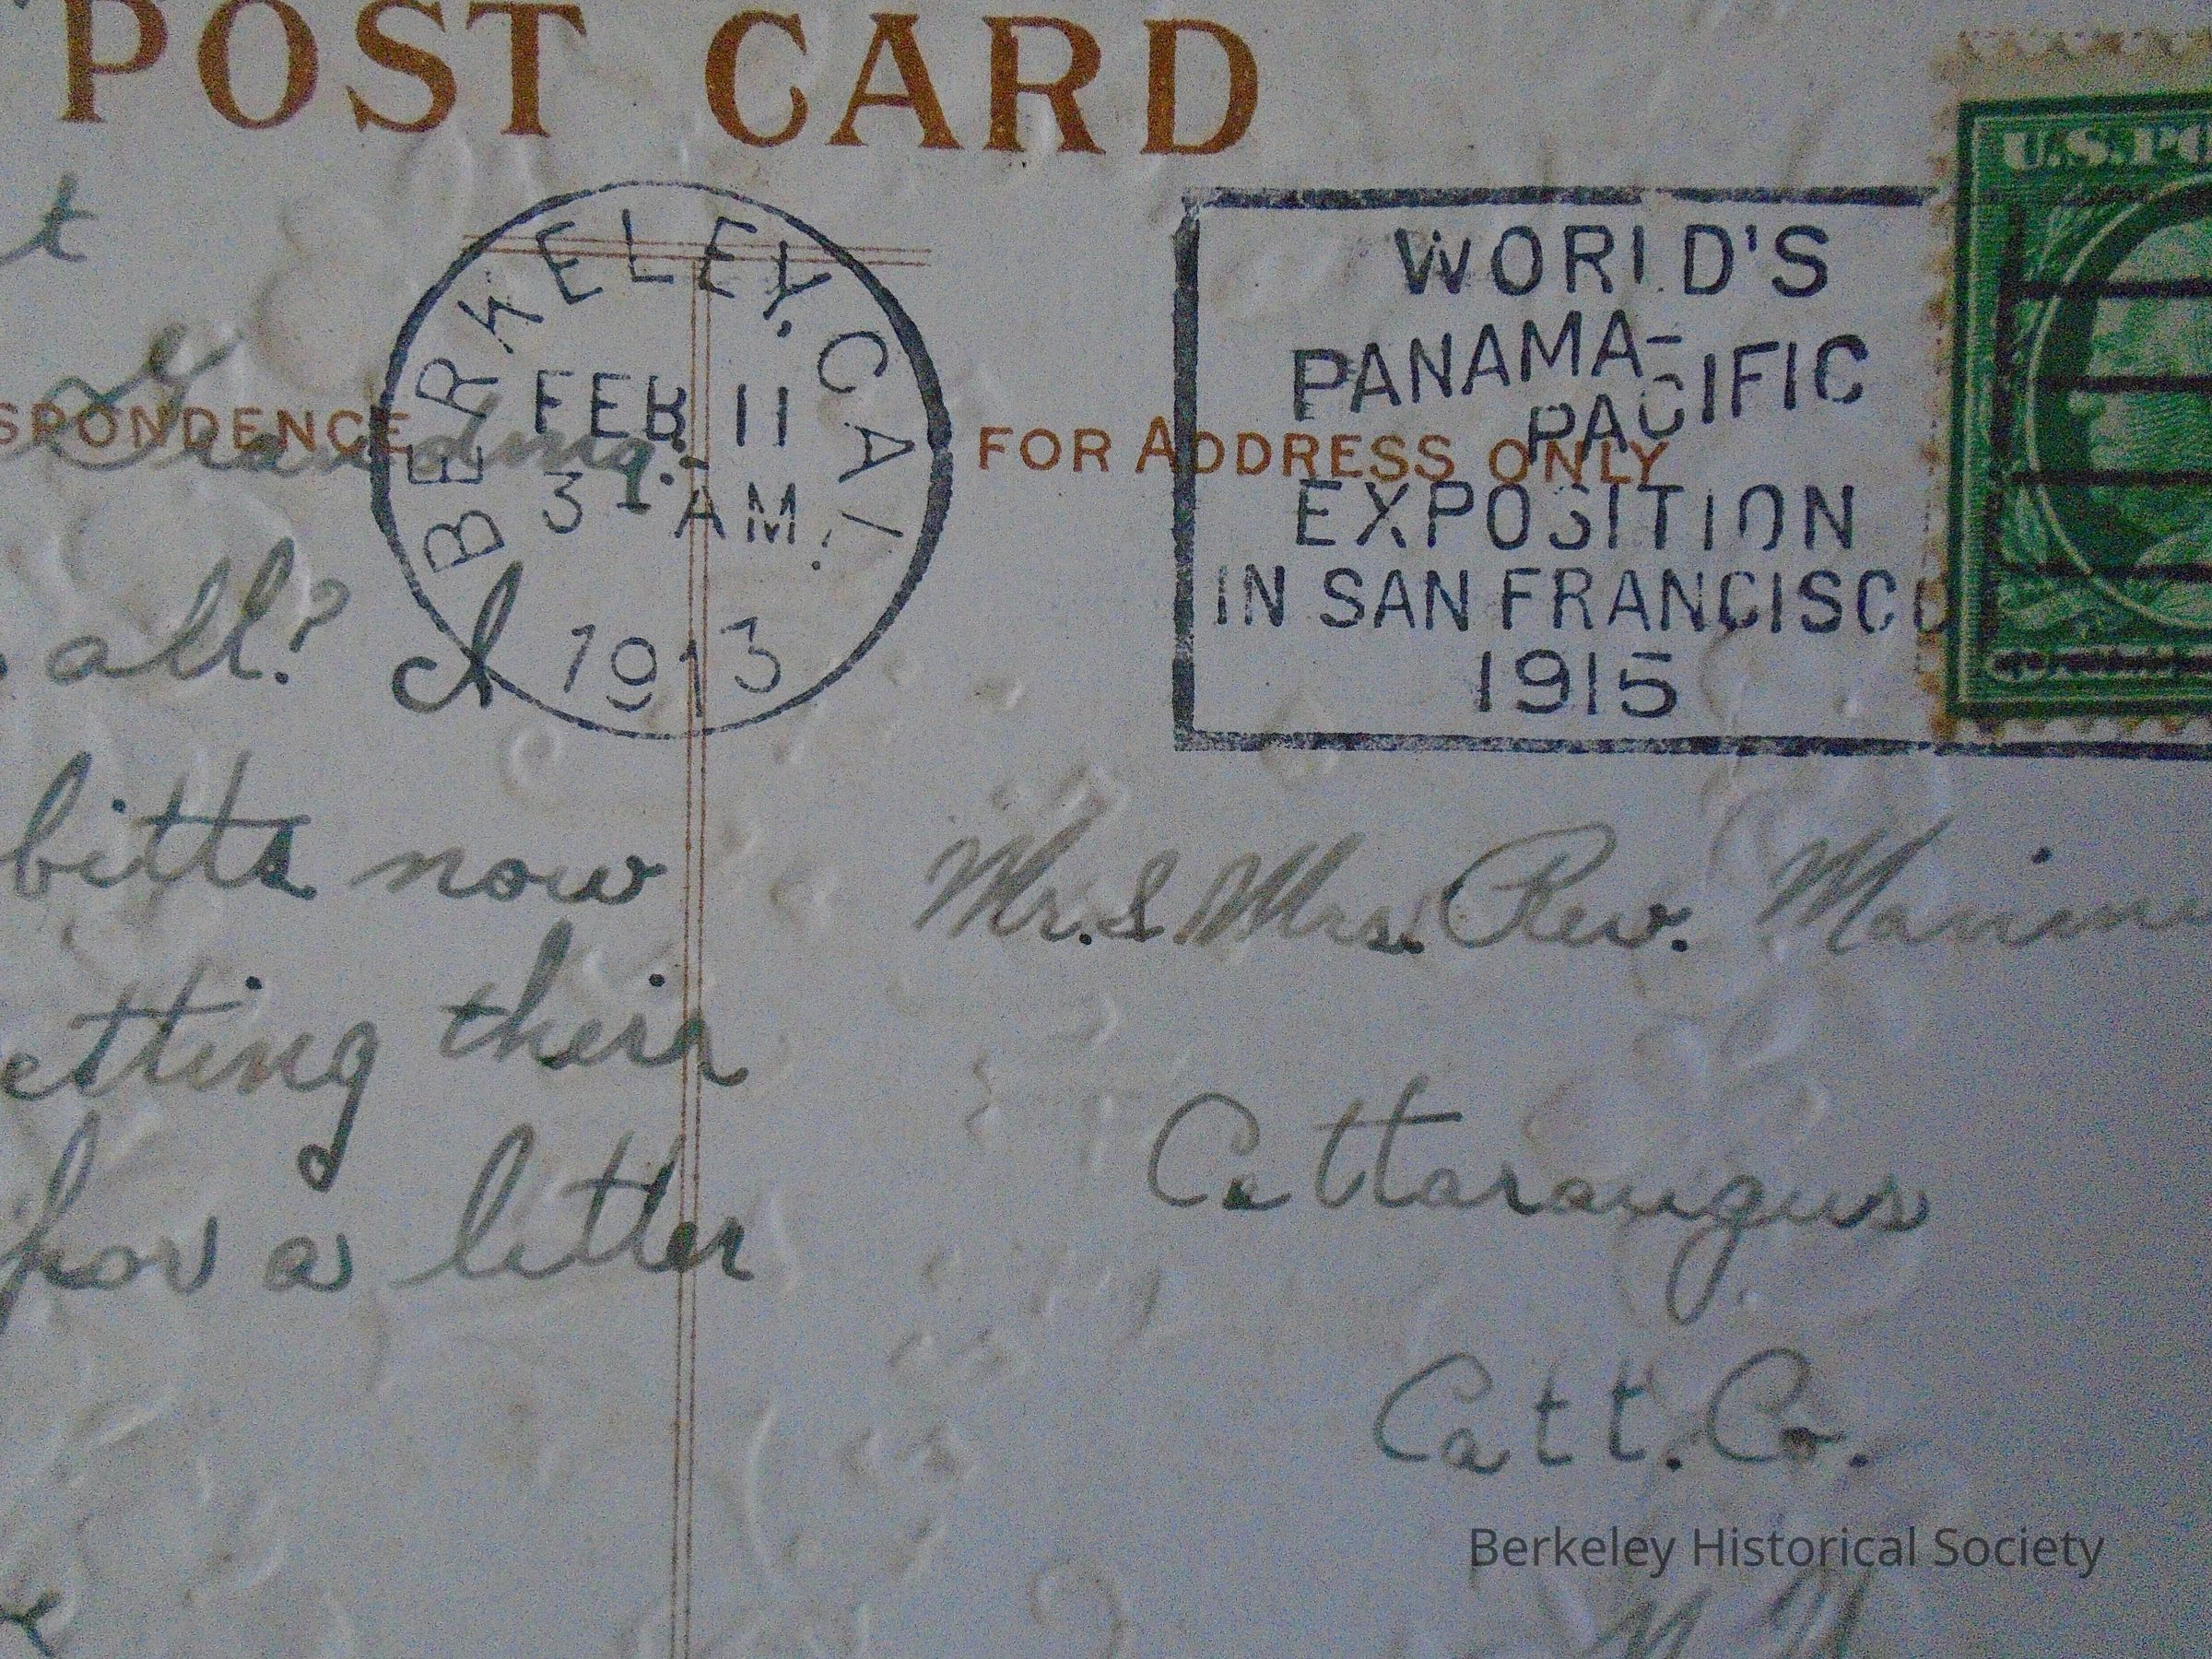 POST CARD
t
BERKELEY, CAL
FEB 11
3 - AM.
1913
WORLD'S
PANAMA-
PACIFIC
EXPOSITION
IN SAN FRANCISCO
1915
U.S.PO
SPONDENCE
FOR ADDRESS ONLY
all? I
bitts now
etting their
for a letter
Mr. & Mrs. Rev.
Cattaraugus
Catt. Co.
N.Y
Berkeley Historical Society